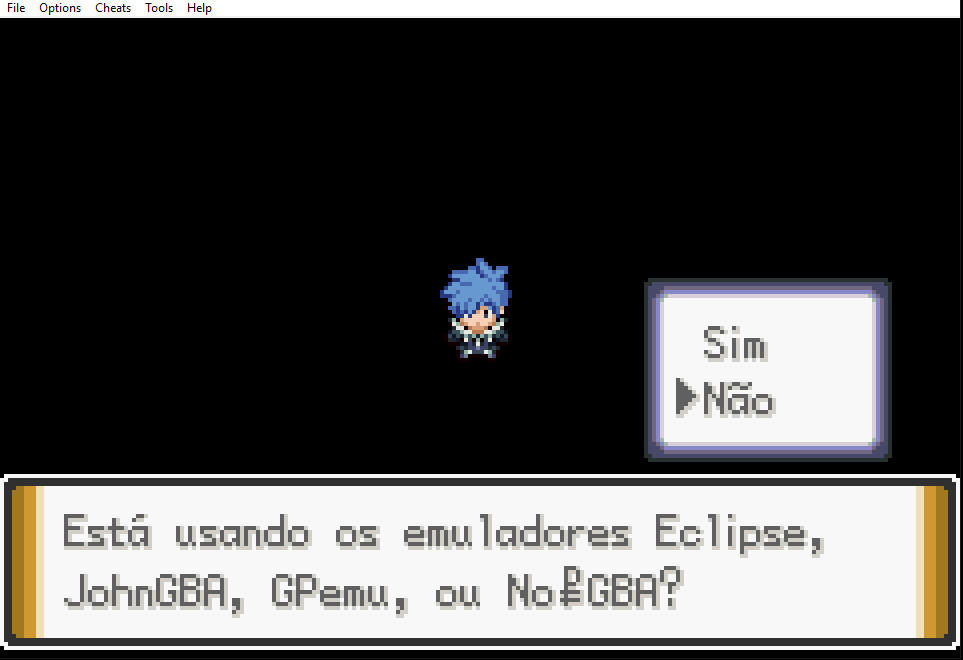 File Options Cheats Tools Help
Sim
Não
Está usando os emuladores Eclipse,
JohnGBA, GPemu, ou No₽GBA?